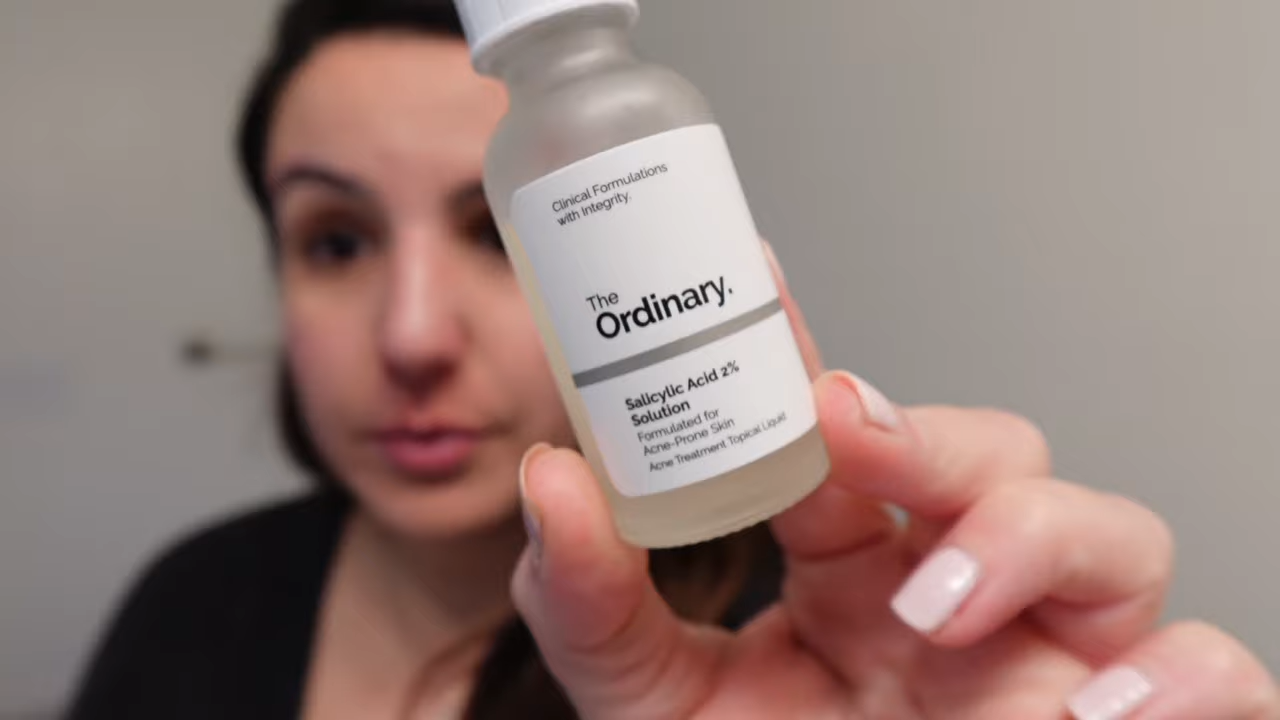 Clinical Formulations
with Integrity.
The
Ordinary.
Salicylic Acid 2%
Solution
Formulated for
Acne-Prone Skin
Acne Treatment Topical Liquid